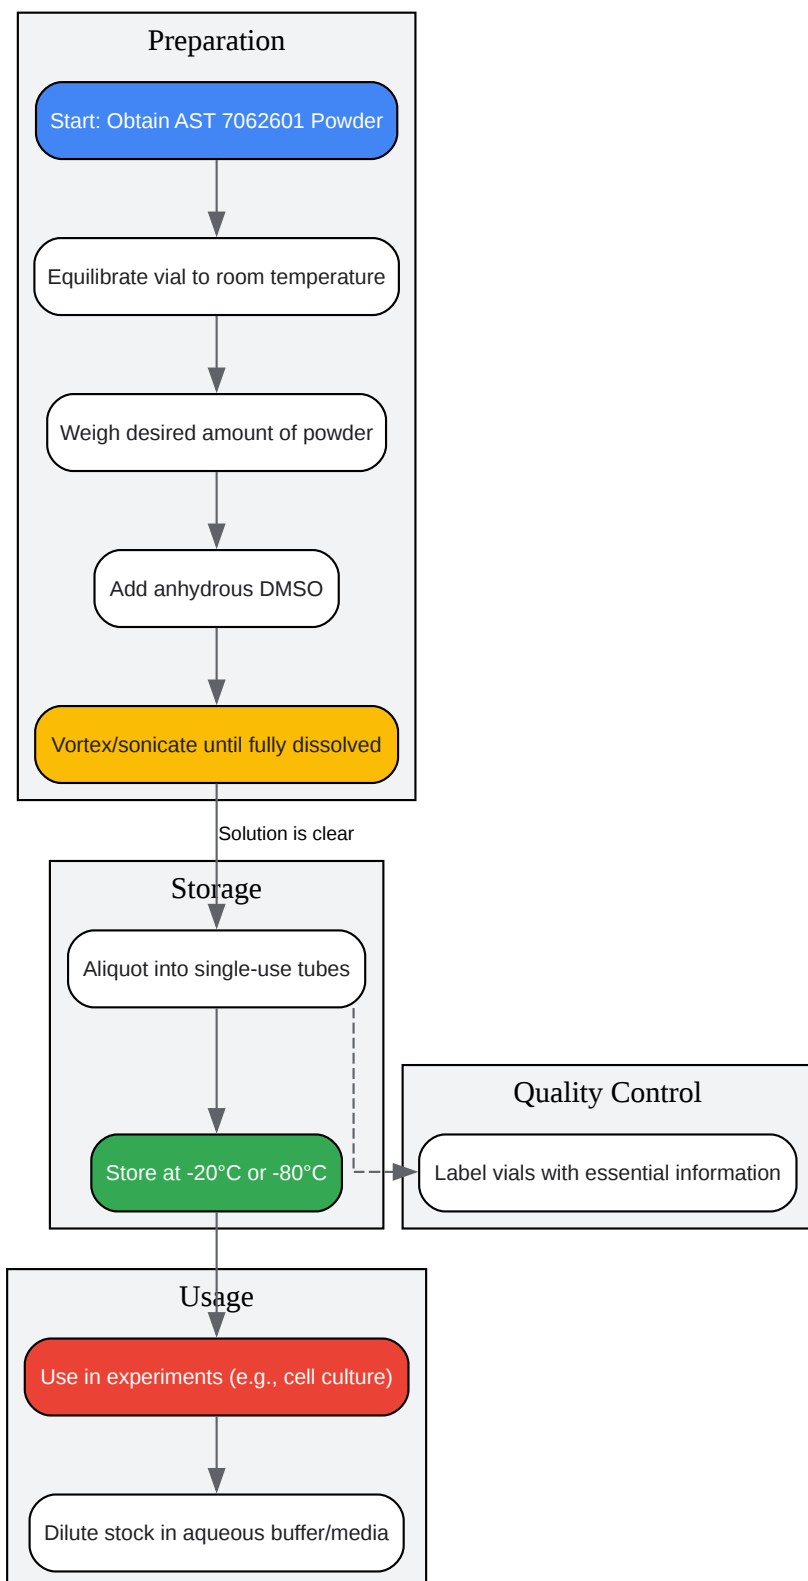 Preparation
Start: Obtain AST 7062601 Powder
Equilibrate vial to room temperature
Weigh desired amount of powder
Add anhydrous DMSO
Vortex/sonicate until fully dissolved
Solution is clear
Storage
Aliquot into single-use tubes
Quality Control
Store at -20°C or -80°C
Label vials with essential information
Usage
Use in experiments (e.g., cell culture)
Dilute stock in aqueous buffer/media